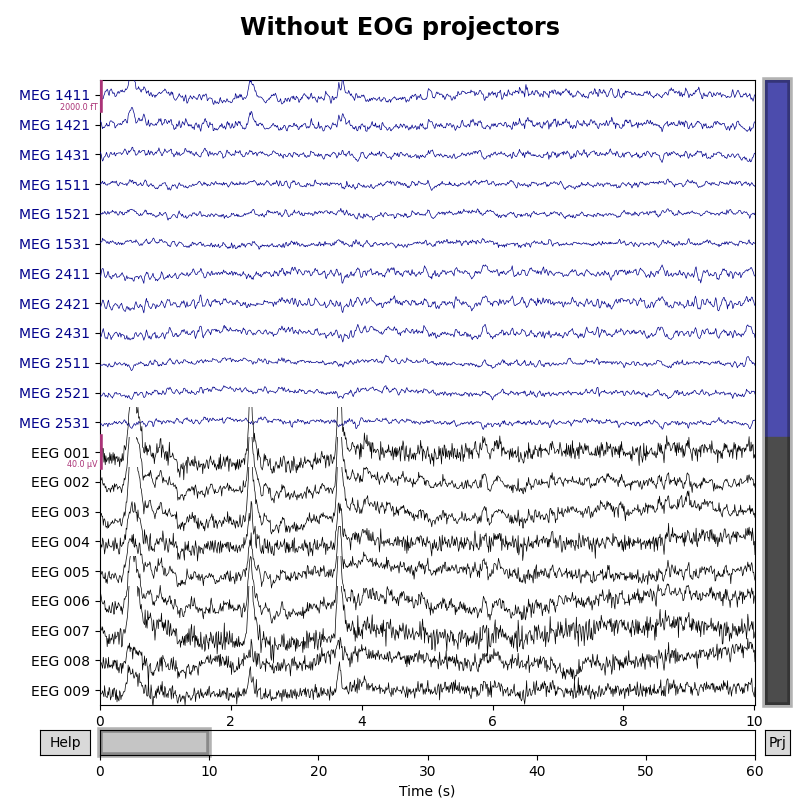 Without EOG projectors
MEG 1411
2000.0 fT
MEG 1421
MEG 1431
MEG 1511
MEG 1521
MEG 1531
MEG 2411
MEG 2421
MEG 2431
MEG 2511
MEG 2521
MEG 2531
EEG 001
40.0 µV
EEG 002
EEG 003
EEG 004
EEG 005
EEG 006
EEG 007
EEG 008
EEG 009
0 2 4 6 8 10
Help Prj
0 10 20 30 40 50 60
Time (s)